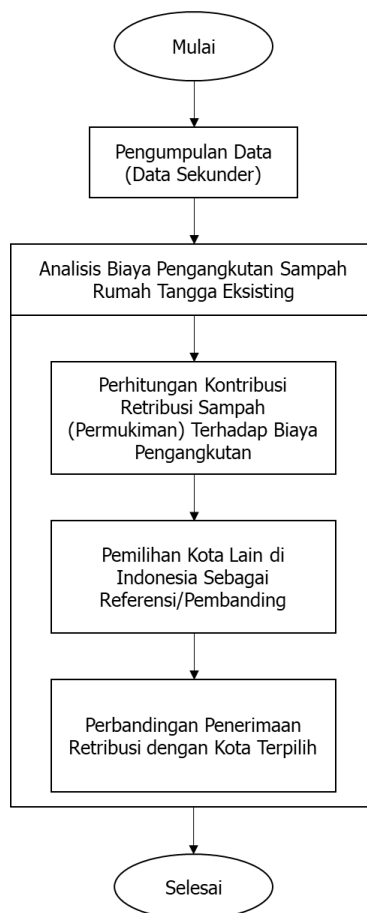 Mulai
Pengumpulan Data
(Data Sekunder)
Analisis Biaya Pengangkutan Sampah
Rumah Tangga Eksisting
Perhitungan Kontribusi
Retribusi Sampah
(Permukiman) Terhadap Biaya
Pengangkutan
Pemilihan Kota Lain di
Indonesia Sebagai
Referensi/Pembanding
Perbandingan Penerimaan
Retribusi dengan Kota Terpilih
Selesai